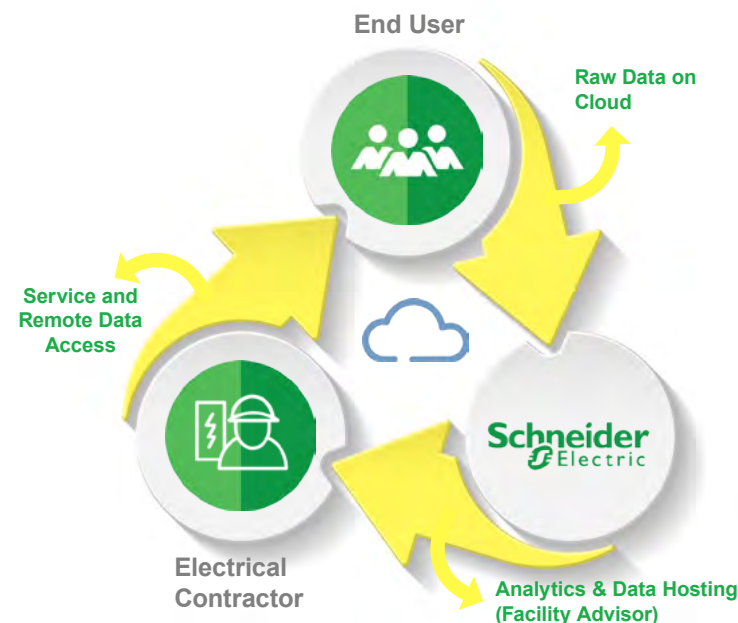 End User
Raw Data on
Cloud
Service and
Remote Data
Access
Schneider
Electric
Electrical
Contractor
Analytics & Data Hosting
(Facility Advisor)